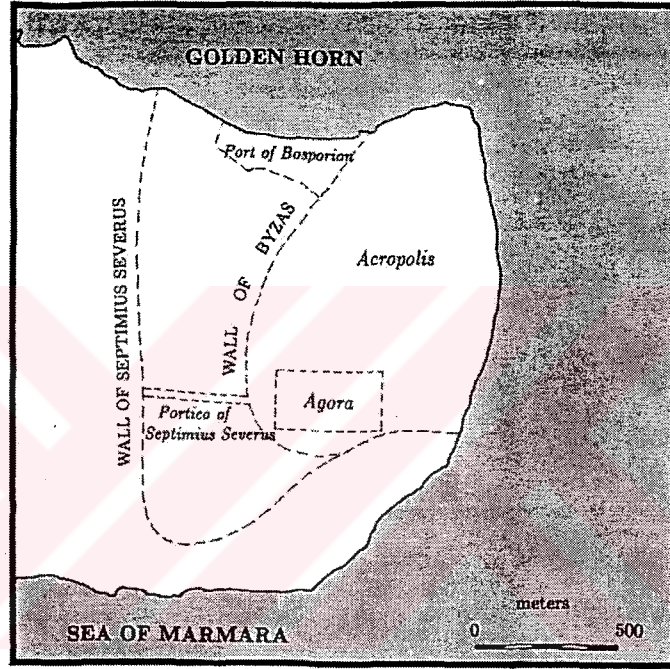 GOLDEN HORN
Port of Bosporion
WALL OF SEPTIMIUS SEVERUS
WALL OF BYZAS
Acropolis
Agora
Portico of
Septimius Severus
meters
0 500
SEA OF MARMARA